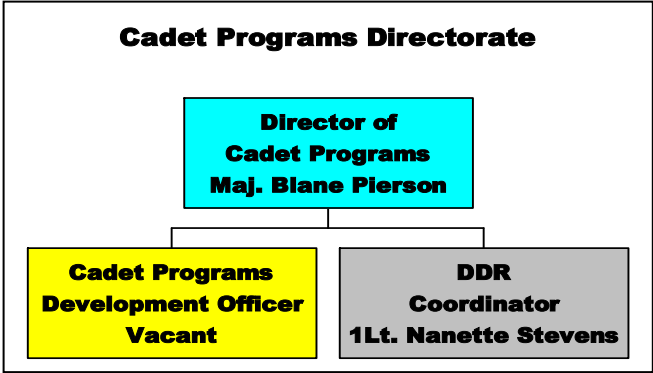 Cadet Programs Directorate
Director of
Cadet Programs
Maj. Blane Pierson
Cadet Programs
Development Officer
Vacant
DDR
Coordinator
1Lt. Nanette Stevens